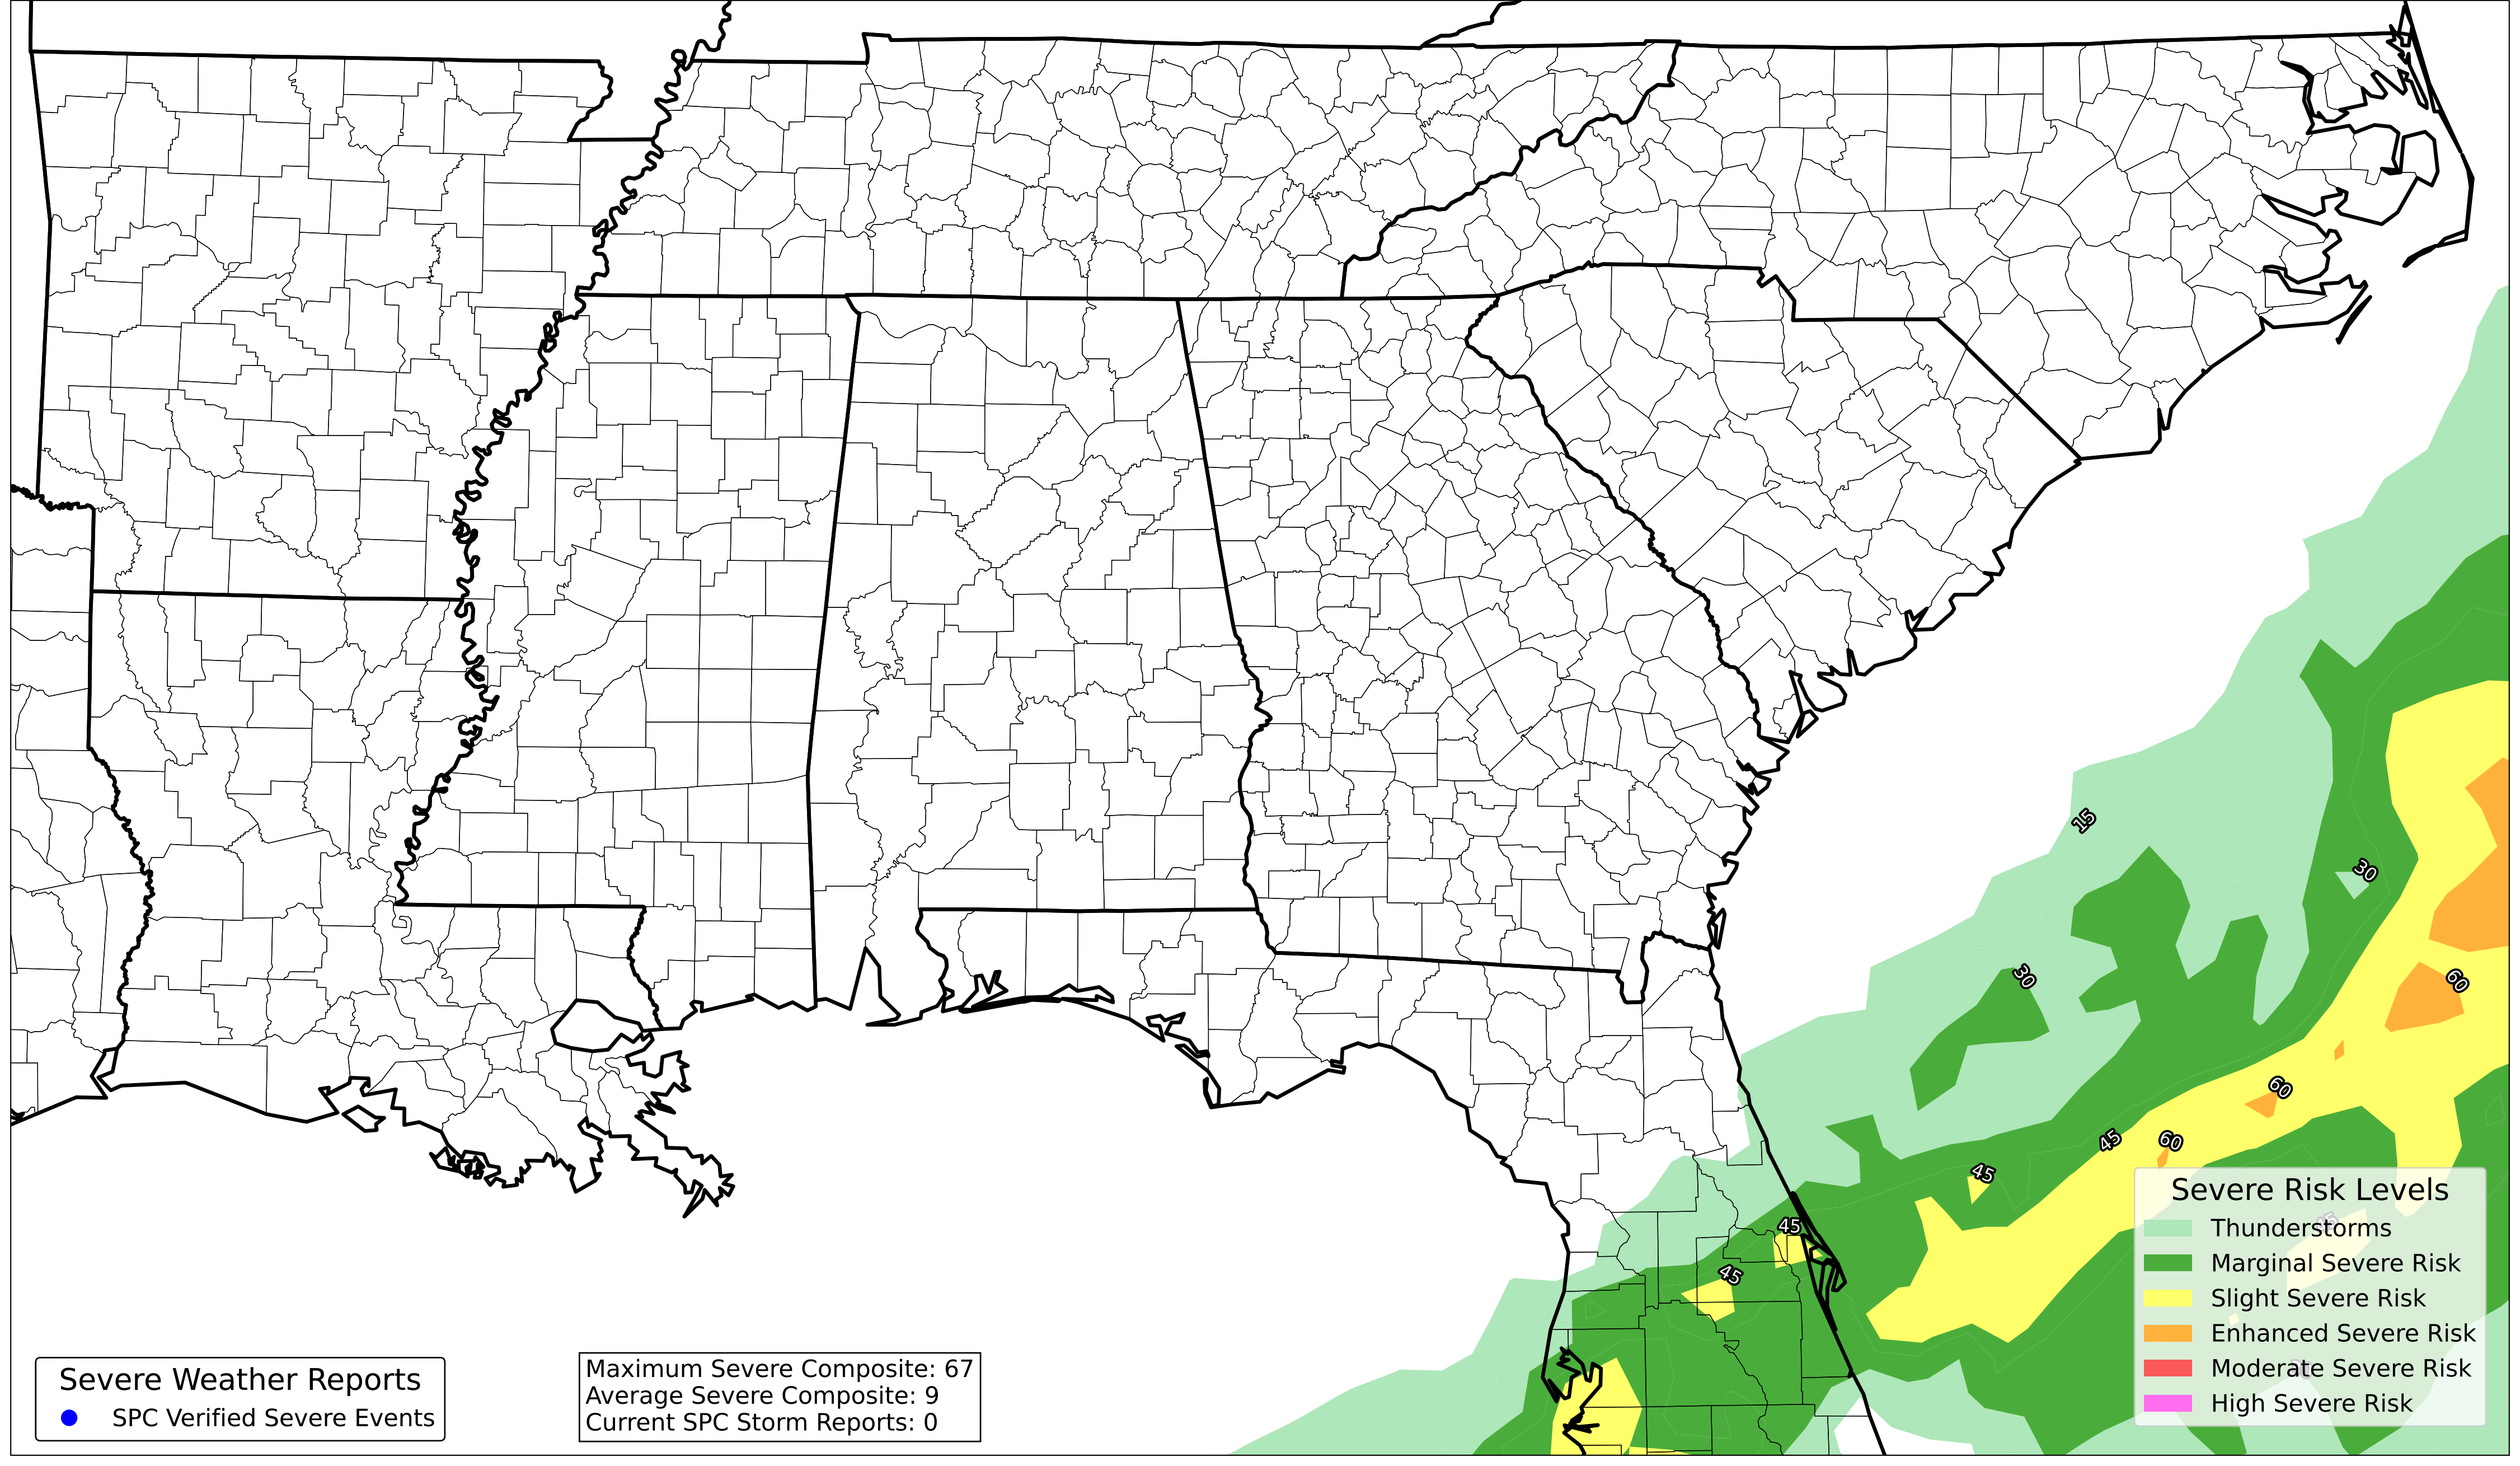 15
30
30
60
60
45
60
45
45
45
Severe Risk Levels
Thunderstorms
Marginal Severe Risk
Slight Severe Risk
Enhanced Severe Risk
Moderate Severe Risk
High Severe Risk
Severe Weather Reports
SPC Verified Severe Events
Maximum Severe Composite: 67
Average Severe Composite: 9
Current SPC Storm Reports: 0